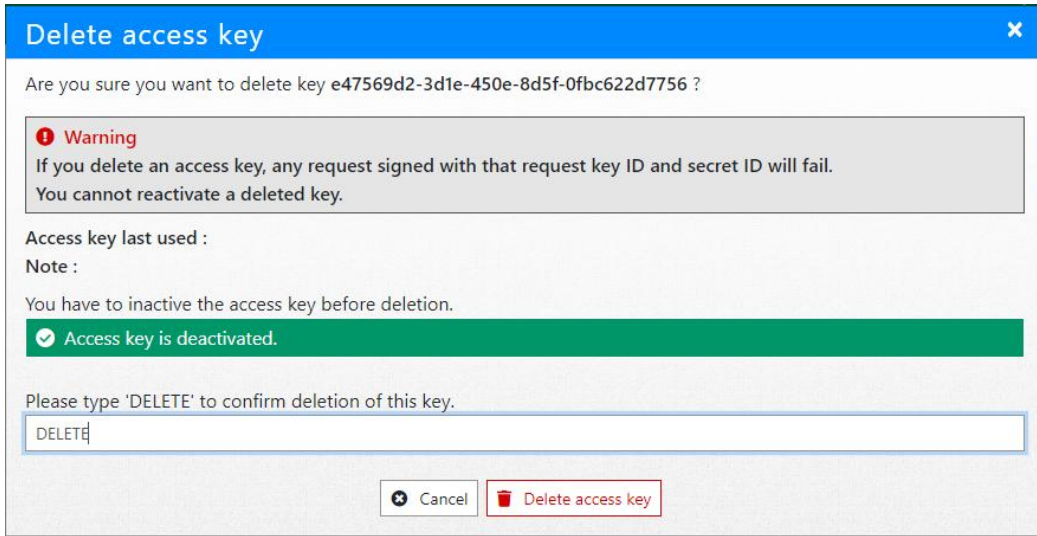 Delete access key
Are you sure you want to delete key e47569d2-3d1e-450e-8d5f-0fbc622d7756 ?
Warning
If you delete an access key, any request signed with that request key ID and secret ID will fail.
You cannot reactivate a deleted key.
Access key last used :
Note :
You have to inactive the access key before deletion.
Access key is deactivated.
Please type 'DELETE' to confirm deletion of this key.
DELETE
Cancel Delete access key